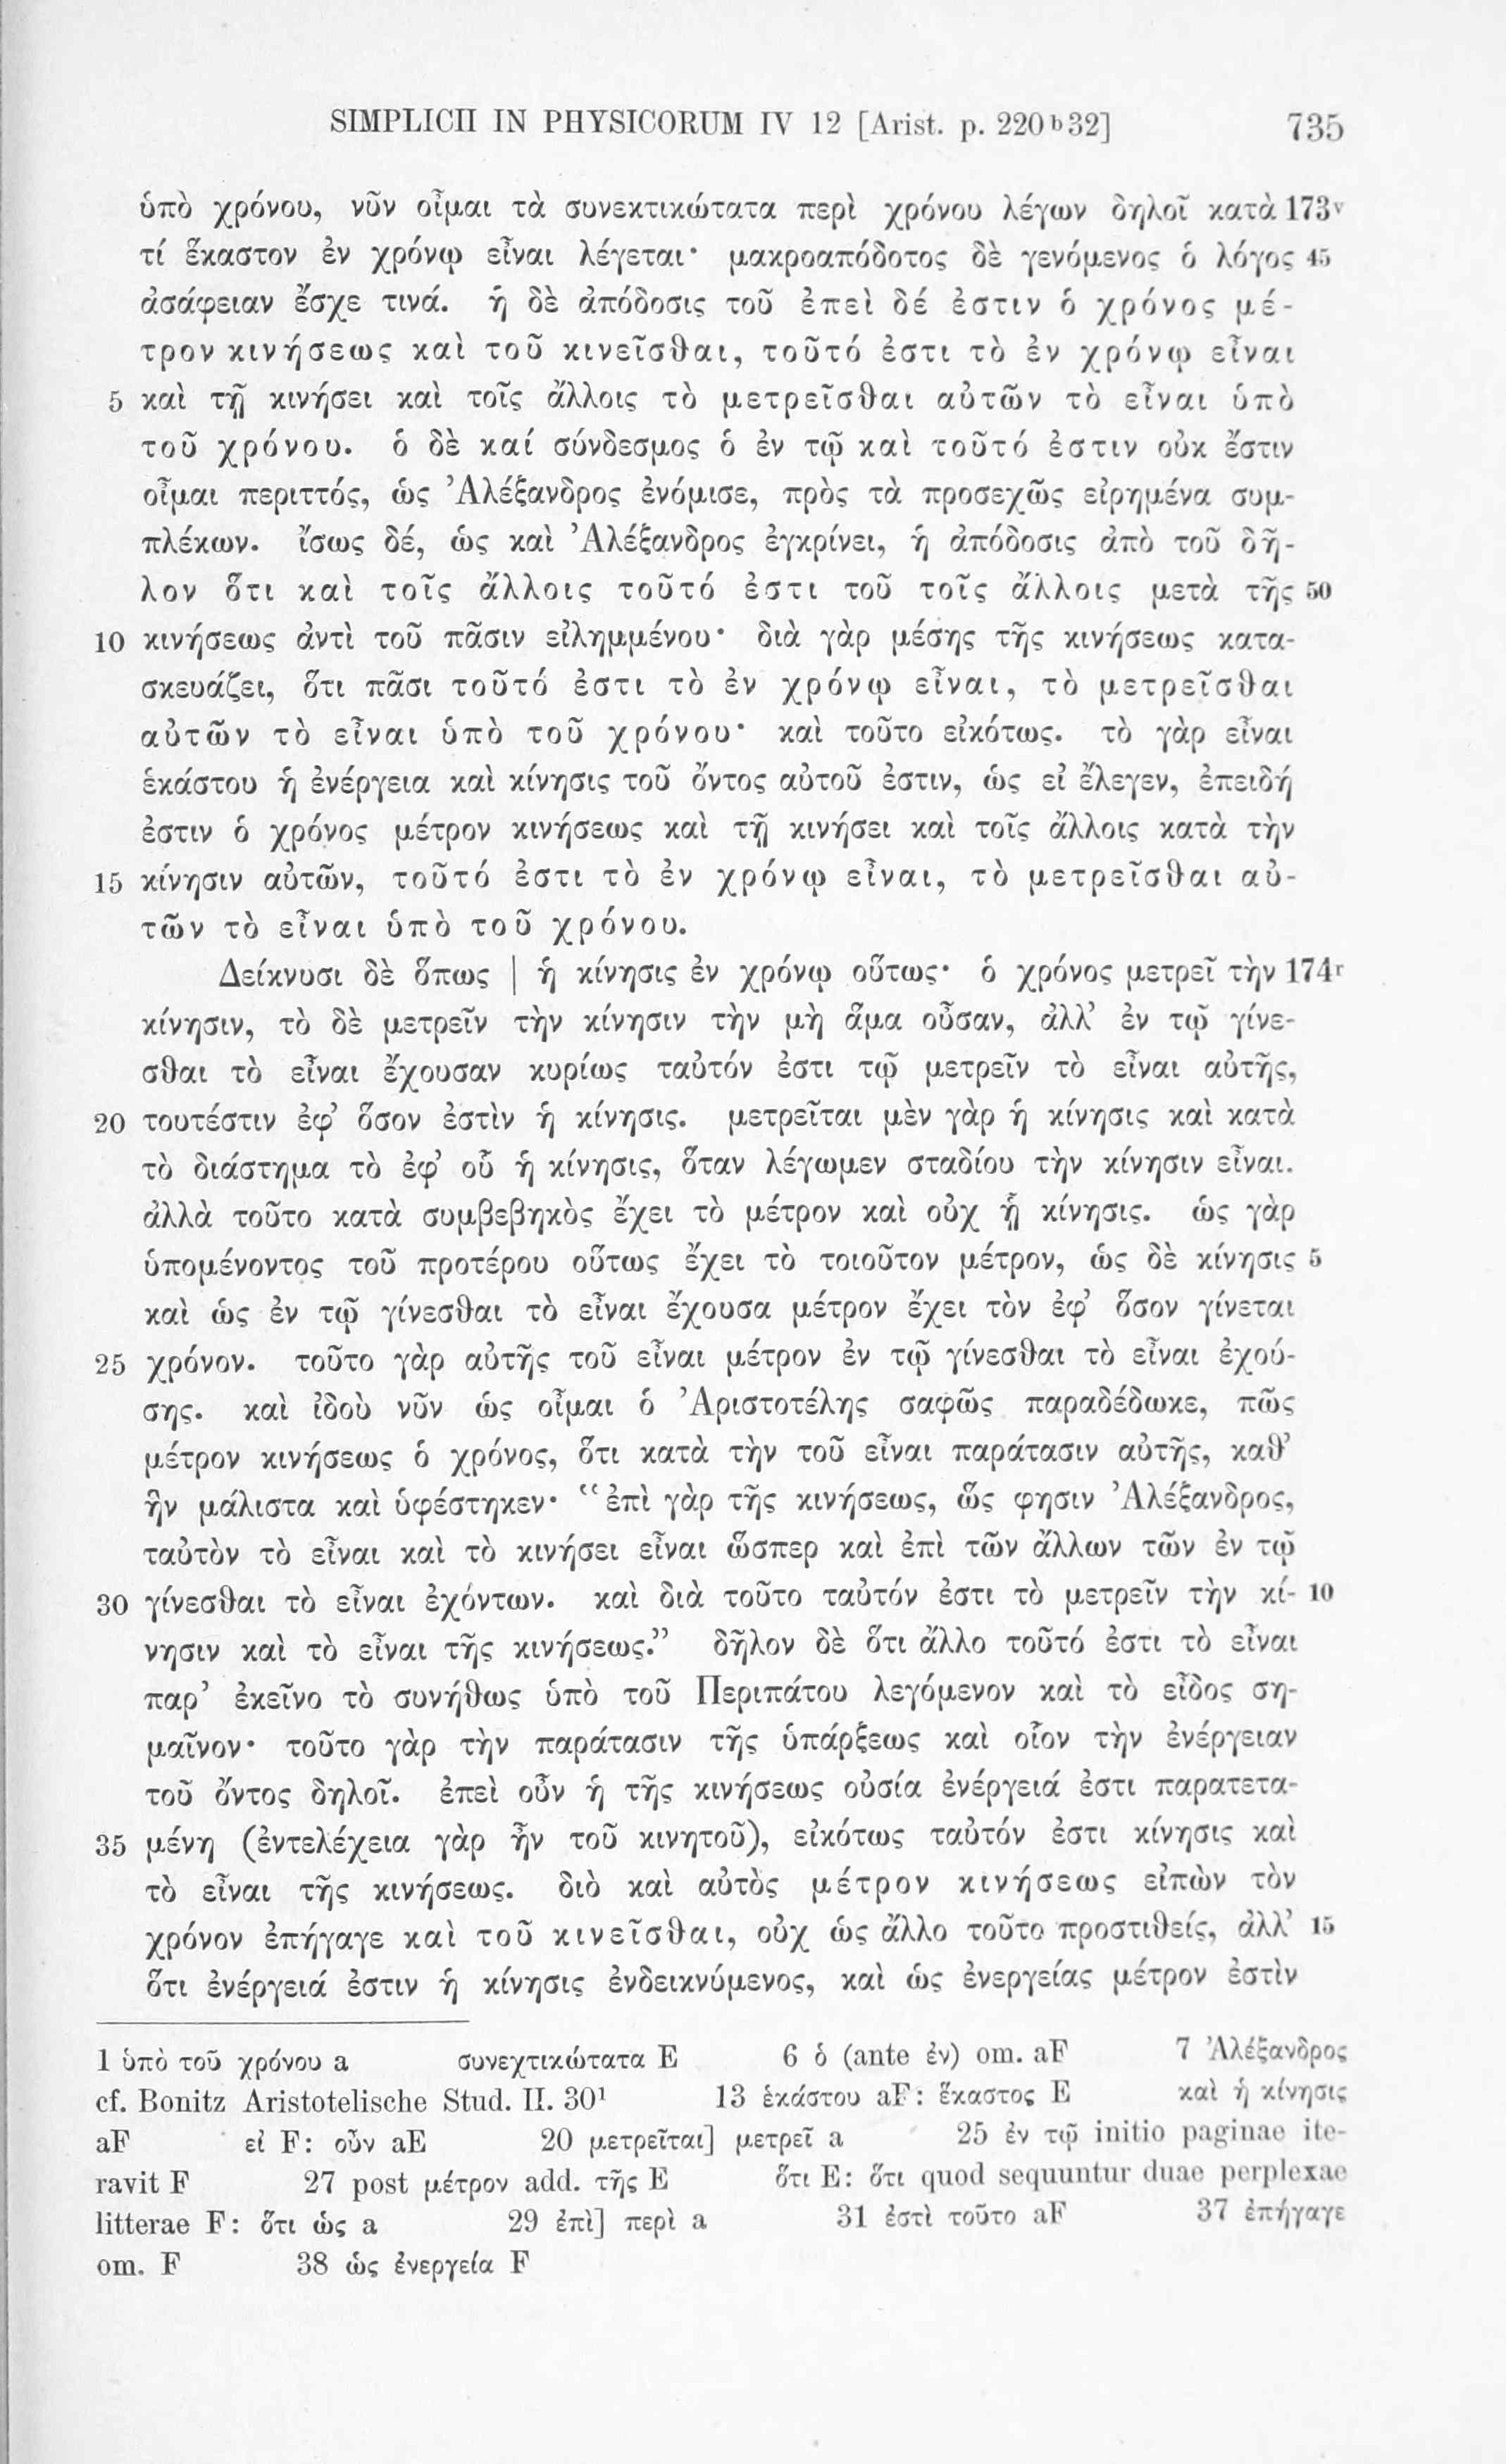 SIMPLICII IN PHYSICORUM IV 12 [Arist. p. 220ᵇ32] 735
ὑπὸ χρόνου, νῦν οἶμαι τὰ συνεκτικώτατα περὶ χρόνου λέγων δηλοῖ κατὰ 173ᵛ
τί ἕκαστον ἐν χρόνῳ εἶναι λέγεται· μακροαπόδοτος δὲ γενόμενος ὁ λόγος 45
ἀσάφειαν ἔσχε τινά. ἡ δὲ ἀπόδοσις τοῦ ἐπεὶ δέ ἐστιν ὁ χρόνος μέ-
τρον κινήσεως καὶ τοῦ κινεῖσθαι, τοῦτό ἐστι τὸ ἐν χρόνῳ εἶναι
5 καὶ τῇ κινήσει καὶ τοῖς ἄλλοις τὸ μετρεῖσθαι αὐτῶν τὸ εἶναι ὑπὸ
τοῦ χρόνου. ὁ δὲ καί σύνδεσμος ὁ ἐν τῷ καὶ τοῦτό ἐστιν οὐκ ἔστιν
οἶμαι περιττός, ὡς Ἀλέξανδρος ἐνόμισε, πρὸς τὰ προσεχῶς εἰρημένα συμ-
πλέκων. ἴσως δέ, ὡς καὶ Ἀλέξανδρος ἐγκρίνει, ἡ ἀπόδοσις ἀπὸ τοῦ δῆ-
λον ὅτι καὶ τοῖς ἄλλοις τοῦτό ἐστι τοῦ τοῖς ἄλλοις μετὰ τῆς 50
10 κινήσεως ἀντὶ τοῦ πᾶσιν εἰλημμένου· διὰ γὰρ μέσης τῆς κινήσεως κατα-
σκευάζει, ὅτι πᾶσι τοῦτό ἐστι τὸ ἐν χρόνῳ εἶναι, τὸ μετρεῖσθαι
αὐτῶν τὸ εἶναι ὑπὸ τοῦ χρόνου· καὶ τοῦτο εἰκότως. τὸ γὰρ εἶναι
ἑκάστου ἡ ἐνέργεια καὶ κίνησις τοῦ ὄντος αὐτοῦ ἐστιν, ὡς εἰ ἔλεγεν, ἐπειδή
ἐστιν ὁ χρόνος μέτρον κινήσεως καὶ τῇ κινήσει καὶ τοῖς ἄλλοις κατὰ τὴν
15 κίνησιν αὐτῶν, τοῦτό ἐστι τὸ ἐν χρόνῳ εἶναι, τὸ μετρεῖσθαι αὐ-
τῶν τὸ εἶναι ὑπὸ τοῦ χρόνου.
Δείκνυσι δὲ ὅπως | ἡ κίνησις ἐν χρόνῳ οὕτως· ὁ χρόνος μετρεῖ τὴν 174ʳ
κίνησιν, τὸ δὲ μετρεῖν τὴν κίνησιν τὴν μὴ ἅμα οὖσαν, ἀλλ’ ἐν τῷ γίνε-
σθαι τὸ εἶναι ἔχουσαν κυρίως ταὐτόν ἐστι τῷ μετρεῖν τὸ εἶναι αὐτῆς,
20 τουτέστιν ἐφ’ ὅσον ἐστὶν ἡ κίνησις. μετρεῖται μὲν γὰρ ἡ κίνησις καὶ κατὰ
τὸ διάστημα τὸ ἐφ’ οὗ ἡ κίνησις, ὅταν λέγωμεν σταδίου τὴν κίνησιν εἶναι.
ἀλλὰ τοῦτο κατὰ συμβεβηκὸς ἔχει τὸ μέτρον καὶ οὐχ ᾗ κίνησις. ὡς γὰρ
ὑπομένοντος τοῦ προτέρου οὕτως ἔχει τὸ τοιοῦτον μέτρον, ὡς δὲ κίνησις 5
καὶ ὡς ἐν τῷ γίνεσθαι τὸ εἶναι ἔχουσα μέτρον ἔχει τὸν ἐφ’ ὅσον γίνεται
25 χρόνον. τοῦτο γὰρ αὐτῆς τοῦ εἶναι μέτρον ἐν τῷ γίνεσθαι τὸ εἶναι ἐχού-
σης. καὶ ἰδοὺ νῦν ὡς οἶμαι ὁ Ἀριστοτέλης σαφῶς παραδέδωκε, πῶς
μέτρον κινήσεως ὁ χρόνος, ὅτι κατὰ τὴν τοῦ εἶναι παράτασιν αὐτῆς, καθ’
ἣν μάλιστα καὶ ὑφέστηκεν· “ἐπὶ γὰρ τῆς κινήσεως, ὥς φησιν Ἀλέξανδρος,
ταὐτὸν τὸ εἶναι καὶ τὸ κινήσει εἶναι ὥσπερ καὶ ἐπὶ τῶν ἄλλων τῶν ἐν τῷ
30 γίνεσθαι τὸ εἶναι ἐχόντων. καὶ διὰ τοῦτο ταὐτόν ἐστι τὸ μετρεῖν τὴν κί- 10
νησιν καὶ τὸ εἶναι τῆς κινήσεως.” δῆλον δὲ ὅτι ἄλλο τοῦτό ἐστι τὸ εἶναι
παρ’ ἐκεῖνο τὸ συνήθως ὑπὸ τοῦ Περιπάτου λεγόμενον καὶ τὸ εἶδος ση-
μαῖνον· τοῦτο γὰρ τὴν παράτασιν τῆς ὑπάρξεως καὶ οἷον τὴν ἐνέργειαν
τοῦ ὄντος δηλοῖ. ἐπεὶ οὖν ἡ τῆς κινήσεως οὐσία ἐνέργειά ἐστι παρατετα-
35 μένη (ἐντελέχεια γὰρ ἦν τοῦ κινητοῦ), εἰκότως ταὐτόν ἐστι κίνησις καὶ
τὸ εἶναι τῆς κινήσεως. διὸ καὶ αὐτὸς μέτρον κινήσεως εἰπὼν τὸν
χρόνον ἐπήγαγε καὶ τοῦ κινεῖσθαι, οὐχ ὡς ἄλλο τοῦτο προστιθείς, ἀλλ’ 15
ὅτι ἐνέργειά ἐστιν ἡ κίνησις ἐνδεικνύμενος, καὶ ὡς ἐνεργείας μέτρον ἐστὶν
1 ὑπὸ τοῦ χρόνου a συνεχτικώτατα E 6 ὁ (ante ἐν) om. aF 7 Ἀλέξανδρος
cf. Bonitz Aristotelische Stud. II. 30¹ 13 ἑκάστου aF: ἕκαστος E καὶ ἡ κίνησις
aF εἰ F: οὖν aE 20 μετρεῖται] μετρεῖ a 25 ἐν τῷ initio paginae ite-
ravit F 27 post μέτρον add. τῆς E ὅτι E: ὅτι quod sequuntur duae perplexae
litterae F: ὅτι ὡς a 29 ἐπὶ] περὶ a 31 ἐστὶ τοῦτο aF 37 ἐπήγαγε
om. F 38 ὡς ἐνεργεία F